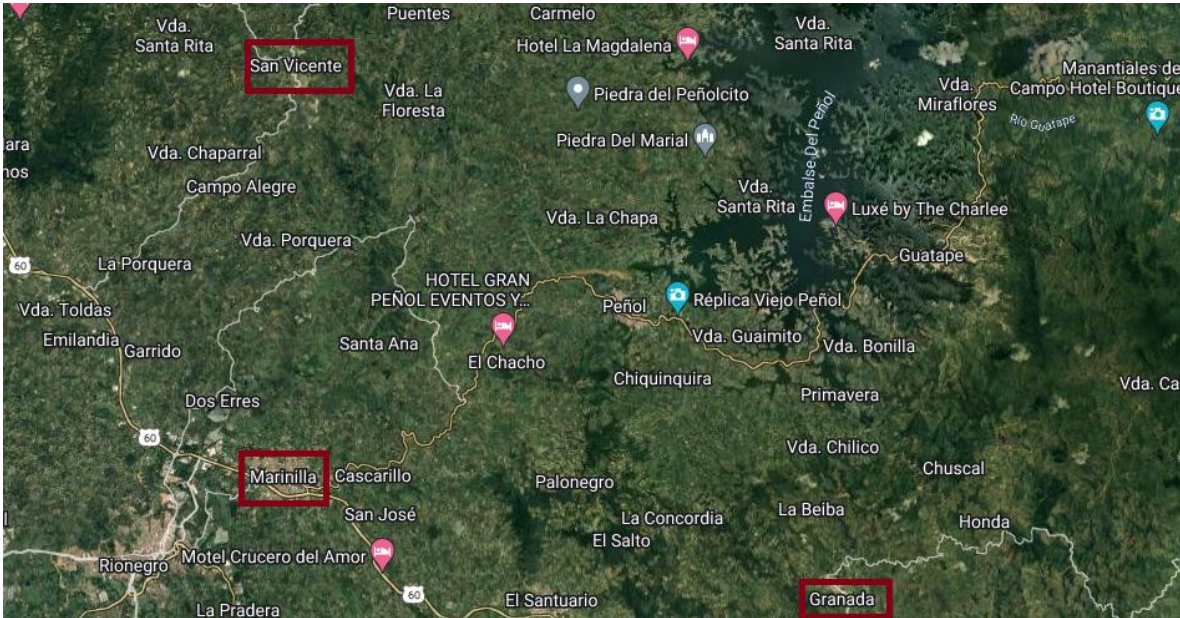 Puentes
Carmelo
Vda.
Santa Rita
Hotel La Magdalena
Vda.
Santa Rita
San Vicente
Vda. La
Floresta
Piedra del Peñolcito
Vda.
Miraflores
Manantiales de
Campo Hotel Boutique
Río Guatape
Embalse Del Peñol
Piedra Del Marial
Vda. Chaparral
Campo Alegre
Vda.
Santa Rita
Luxé by The Charlee
Vda. La Chapa
Vda. Porquera
Guatape
60
La Porquera
HOTEL GRAN
PEÑOL EVENTOS Y...
Peñol
Réplica Viejo Peñol
Vda. Toldas
Emilandia
Garrido
Santa Ana
El Chacho
Vda. Guaimito
Vda. Bonilla
Chiquinquira
Primavera
Vda. Ca
Dos Erres
60
Vda. Chilico
Chuscal
Marinilla
Cascarillo
Palonegro
San José
La Concordia
La Beiba
Honda
El Salto
Motel Crucero del Amor
Rionegro
60
El Santuario
Granada
La Pradera